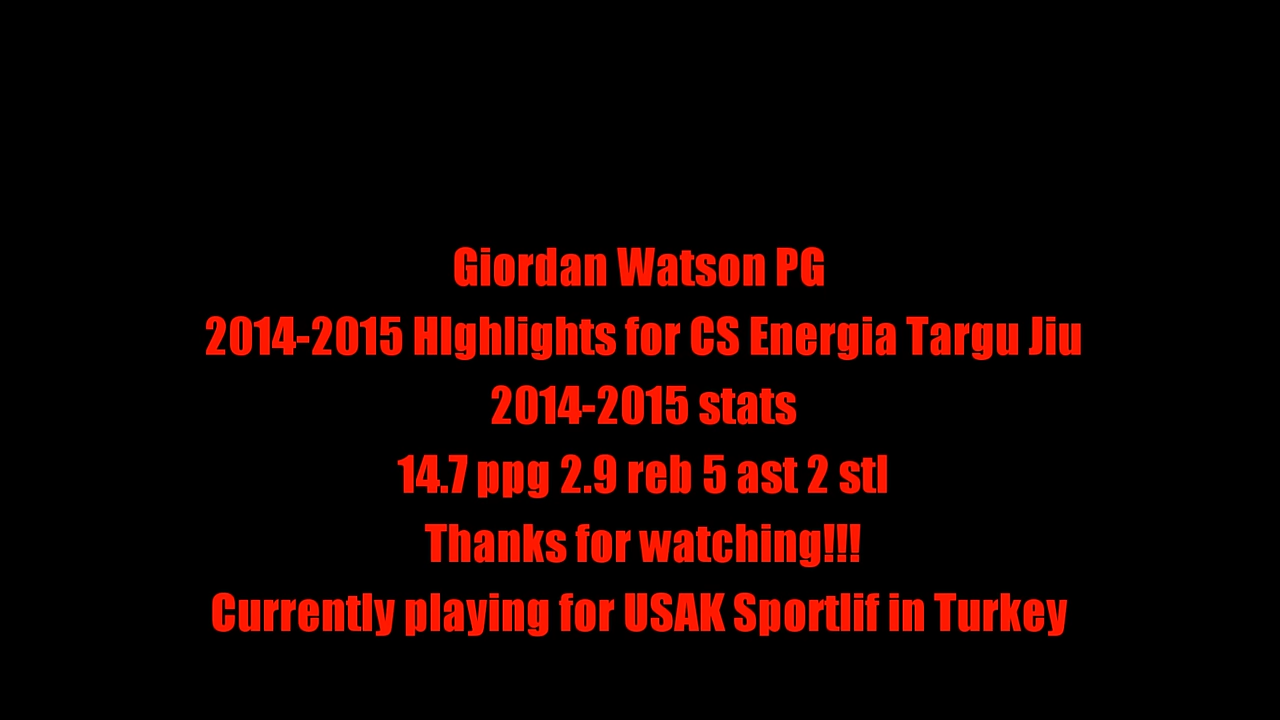 Giordan Watson PG
2014-2015 HIghlights for CS Energia Targu Jiu
2014-2015 stats
14.7 ppg 2.9 reb 5 ast 2 stl
Thanks for watching!!!
Currently playing for USAK Sportlif in Turkey